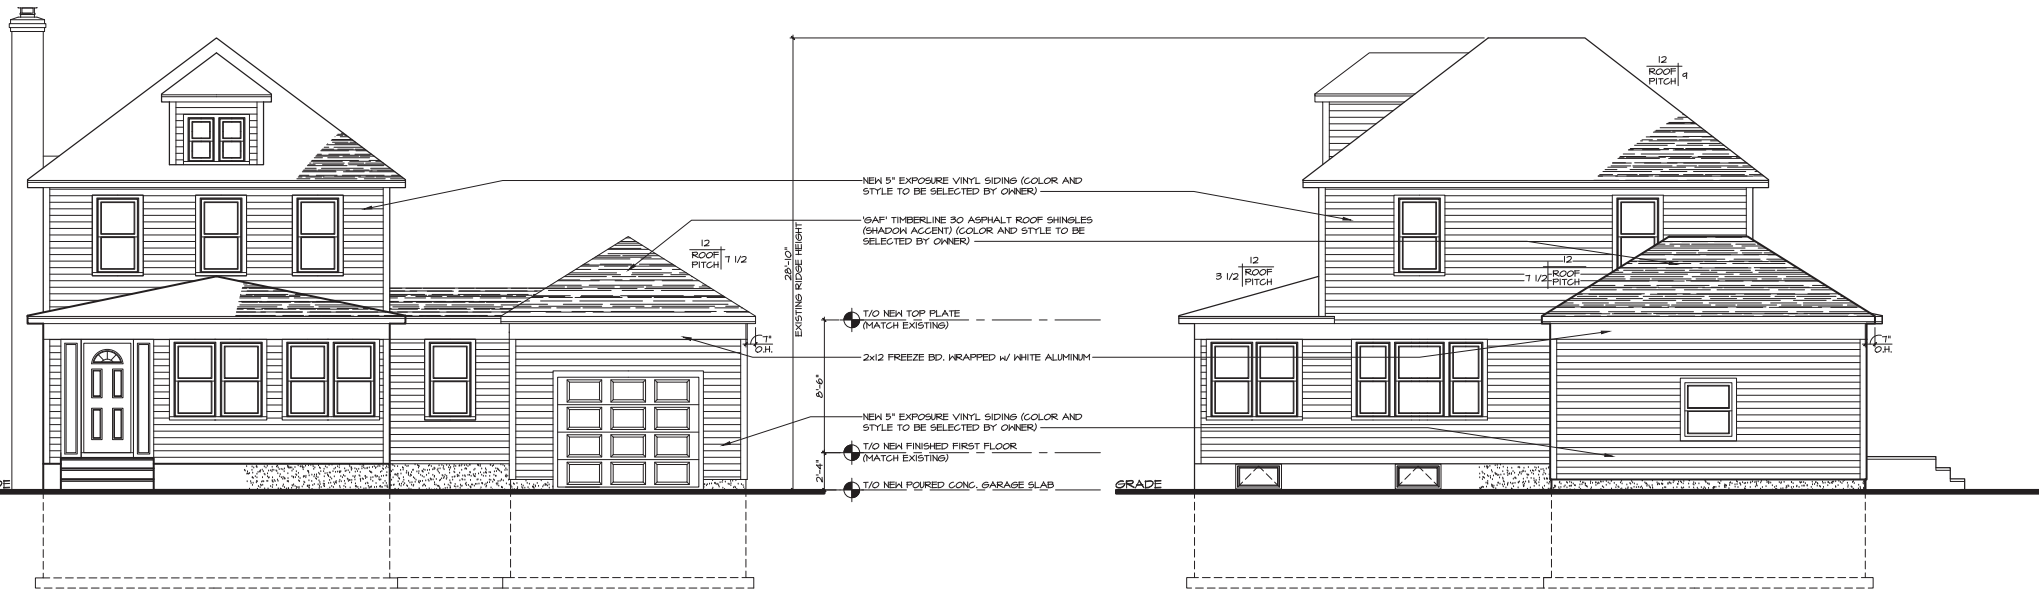 12
ROOF
PITCH 9
NEW 5" EXPOSURE VINYL SIDING (COLOR AND
STYLE TO BE SELECTED BY OWNER)
'GAF' TIMBERLINE 30 ASPHALT ROOF SHINGLES
(SHADOW ACCENT) (COLOR AND STYLE TO BE
SELECTED BY OWNER)
12
ROOF
PITCH 7 1/2
28'-10"
EXISTING RIDGE HEIGHT
12
3 1/2 ROOF
PITCH
12
7 1/2 ROOF
PITCH
T/O NEW TOP PLATE
(MATCH EXISTING)
7"
O.H.
2x12 FREEZE BD. WRAPPED W/ WHITE ALUMINUM
7"
O.H.
8'-6"
NEW 5" EXPOSURE VINYL SIDING (COLOR AND
STYLE TO BE SELECTED BY OWNER)
T/O NEW FINISHED FIRST FLOOR
(MATCH EXISTING)
2'-4"
T/O NEW POURED CONC. GARAGE SLAB
GRADE
DE